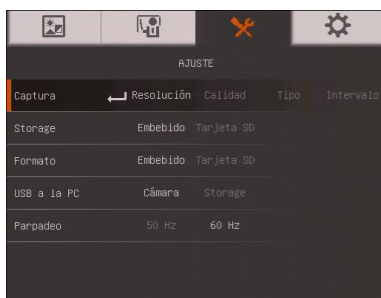 AJUSTE
Captura Resolución Calidad Tipo Intervalo
Storage Embebido Tarjeta SD
Formato Embebido Tarjeta SD
USB a la PC Cámara Storage
Parpadeo 50 Hz 60 Hz